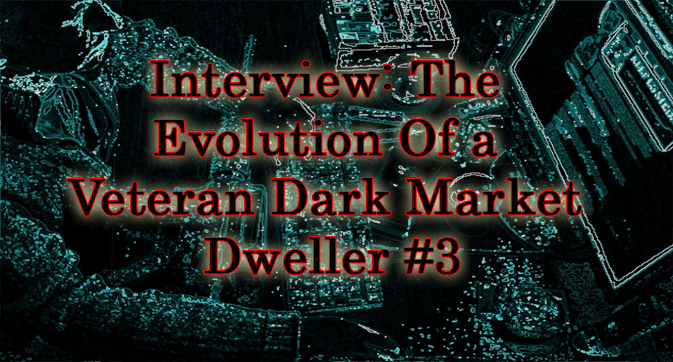 Interview: The
Evolution Of a
Veteran Dark Market
Dweller #3